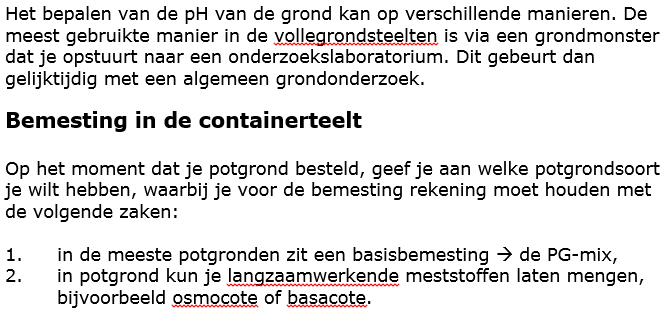 Het bepalen van de pH van de grond kan op verschillende manieren. De
meest gebruikte manier in de vollegrondsteelten is via een grondmonster
dat je opstuurt naar een onderzoekslaboratorium. Dit gebeurt dan
gelijktijdig met een algemeen grondonderzoek.
Bemesting in de containerteelt
Op het moment dat je potgrond besteld, geef je aan welke potgrondsoort
je wilt hebben, waarbij je voor de bemesting rekening moet houden met
de volgende zaken:
1. in de meeste potgronden zit een basisbemesting → de PG-mix,
2. in potgrond kun je langzaamwerkende meststoffen laten mengen,
bijvoorbeeld osmocote of basacote.